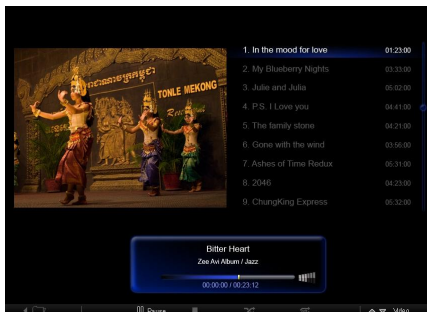 TONLE MEKONG
1. In the mood for love 01:23:00
2. My Blueberry Nights 03:33:00
3. Julie and Julia 05:02:00
4. P.S. I Love you 04:41:00
5. The family stone 04:21:00
6. Gone with the wind 03:56:00
7. Ashes of Time Redux 05:31:00
8. 2046 04:23:00
9. ChungKing Express 05:32:00
Bitter Heart
Zee Avi Album / Jazz
00:00:00 / 00:23:12
Pause
Video